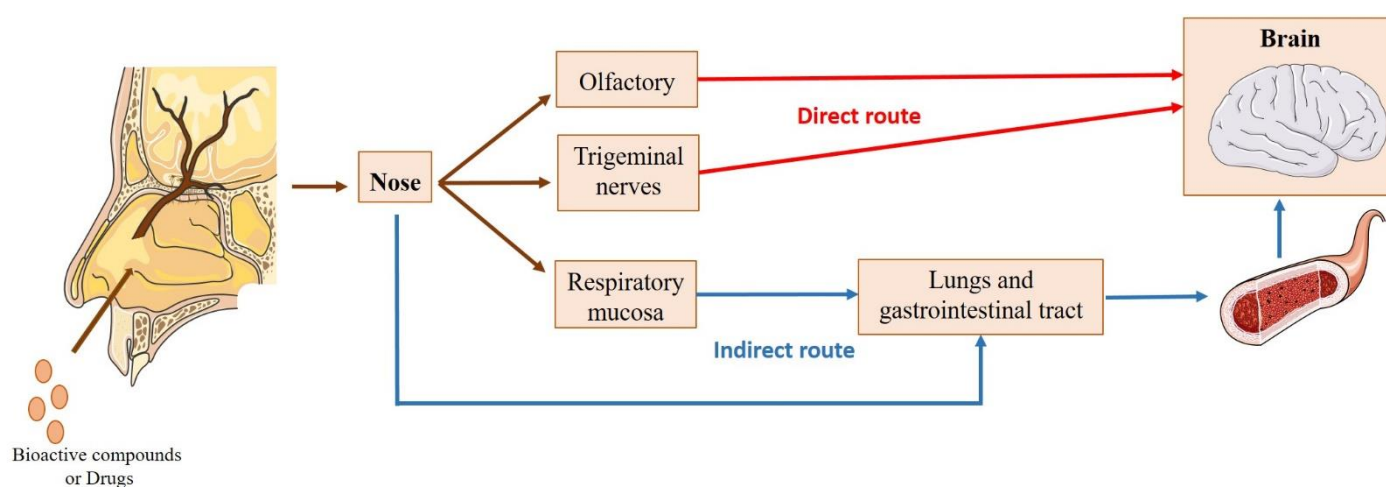 Brain
Olfactory
Direct route
Trigeminal
nerves
Nose
Respiratory
mucosa
Lungs and
gastrointestinal tract
Indirect route
Bioactive compounds
or Drugs